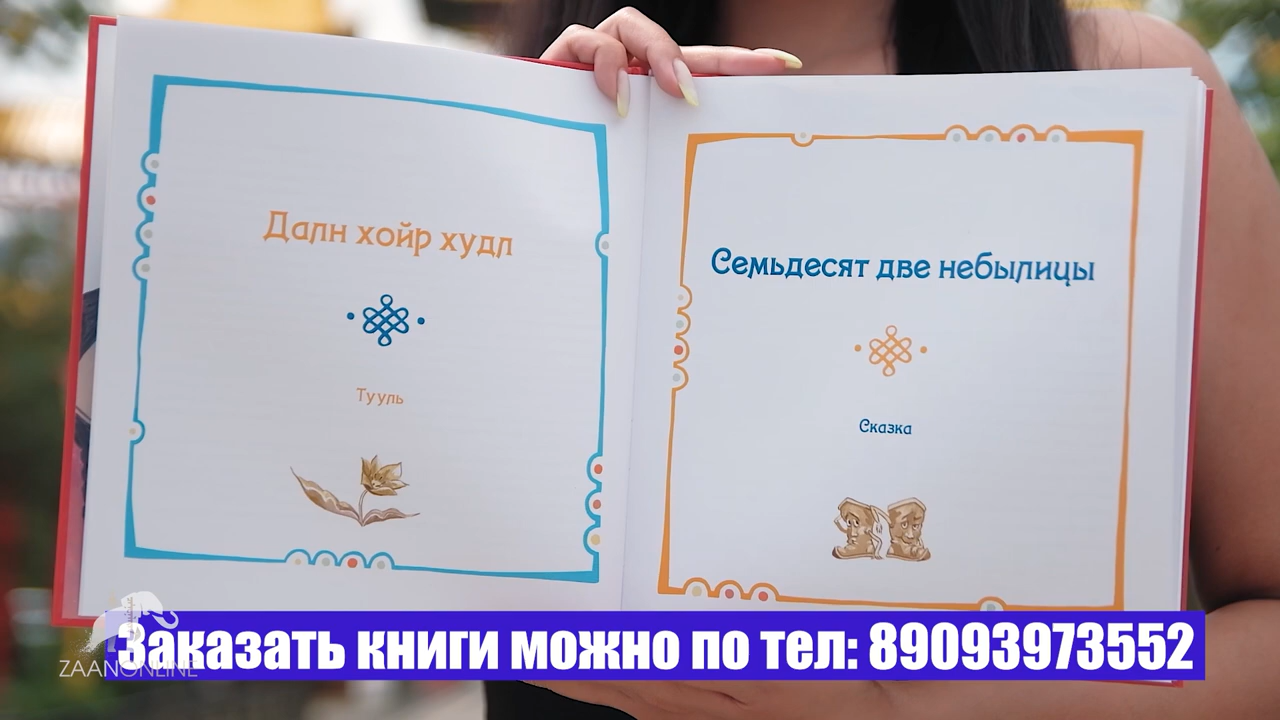 Далн хойр худл
Тууль
Семьдесят две небылицы
Сказка
Заказать книги можно по тел: 89093973552
ZAANONLINE